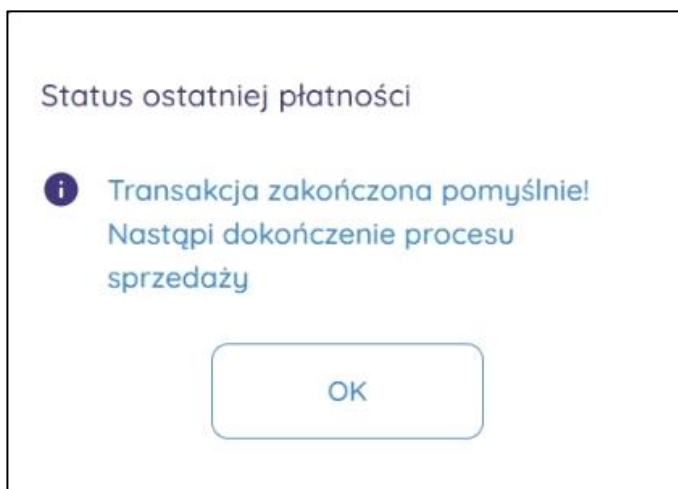 Status ostatniej płatności
Transakcja zakończona pomyślnie!
Nastąpi dokończenie procesu
sprzedaży
OK